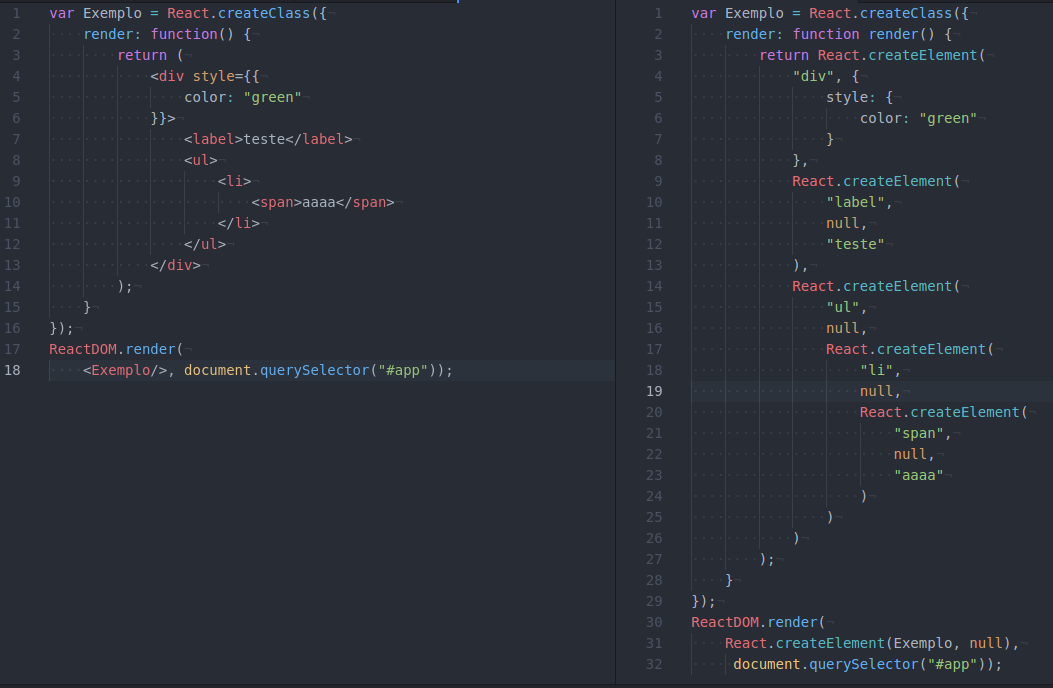 1 var Exemplo = React.createClass({
2     render: function() {
3         return (
4             <div style={{
5                 color: "green"
6             }}>
7                 <label>teste</label>
8                 <ul>
9                     <li>
10                         <span>aaaa</span>
11                     </li>
12                 </ul>
13             </div>
14         );
15     }
16 });
17 ReactDOM.render(
18     <Exemplo/>, document.querySelector("#app"));
1 var Exemplo = React.createClass({
2     render: function render() {
3         return React.createElement(
4             "div", {
5                 style: {
6                     color: "green"
7                 }
8             },
9             React.createElement(
10                 "label",
11                 null,
12                 "teste"
13             ),
14             React.createElement(
15                 "ul",
16                 null,
17                 React.createElement(
18                     "li",
19                     null,
20                     React.createElement(
21                         "span",
22                         null,
23                         "aaaa"
24                     )
25                 )
26             )
27         );
28     }
29 });
30 ReactDOM.render(
31     React.createElement(Exemplo, null),
32      document.querySelector("#app"));